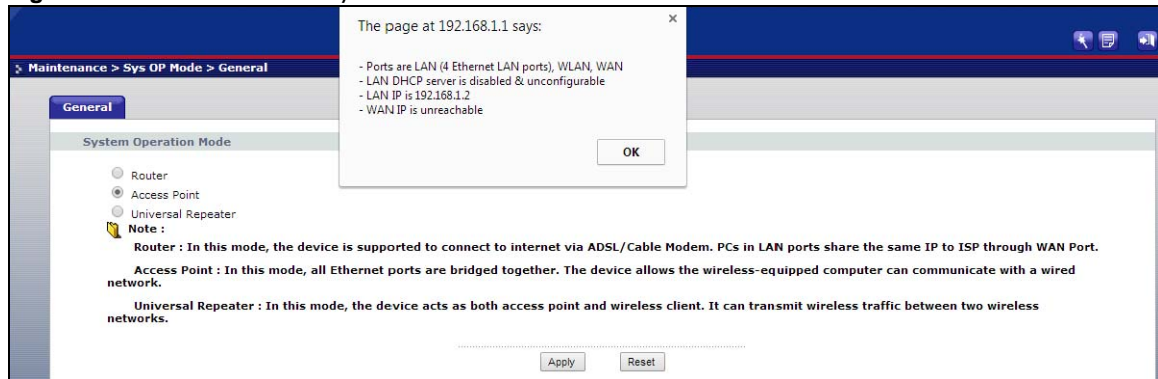 The page at 192.168.1.1 says:
×
- Ports are LAN (4 Ethernet LAN ports), WLAN, WAN
- LAN DHCP server is disabled & unconfigurable
- LAN IP is 192.168.1.2
- WAN IP is unreachable
OK
Maintenance > Sys OP Mode > General
General
System Operation Mode
Router
Access Point
Universal Repeater
Note :
Router : In this mode, the device is supported to connect to internet via ADSL/Cable Modem. PCs in LAN ports share the same IP to ISP through WAN Port.
Access Point : In this mode, all Ethernet ports are bridged together. The device allows the wireless-equipped computer can communicate with a wired
network.
Universal Repeater : In this mode, the device acts as both access point and wireless client. It can transmit wireless traffic between two wireless
networks.
Apply Reset